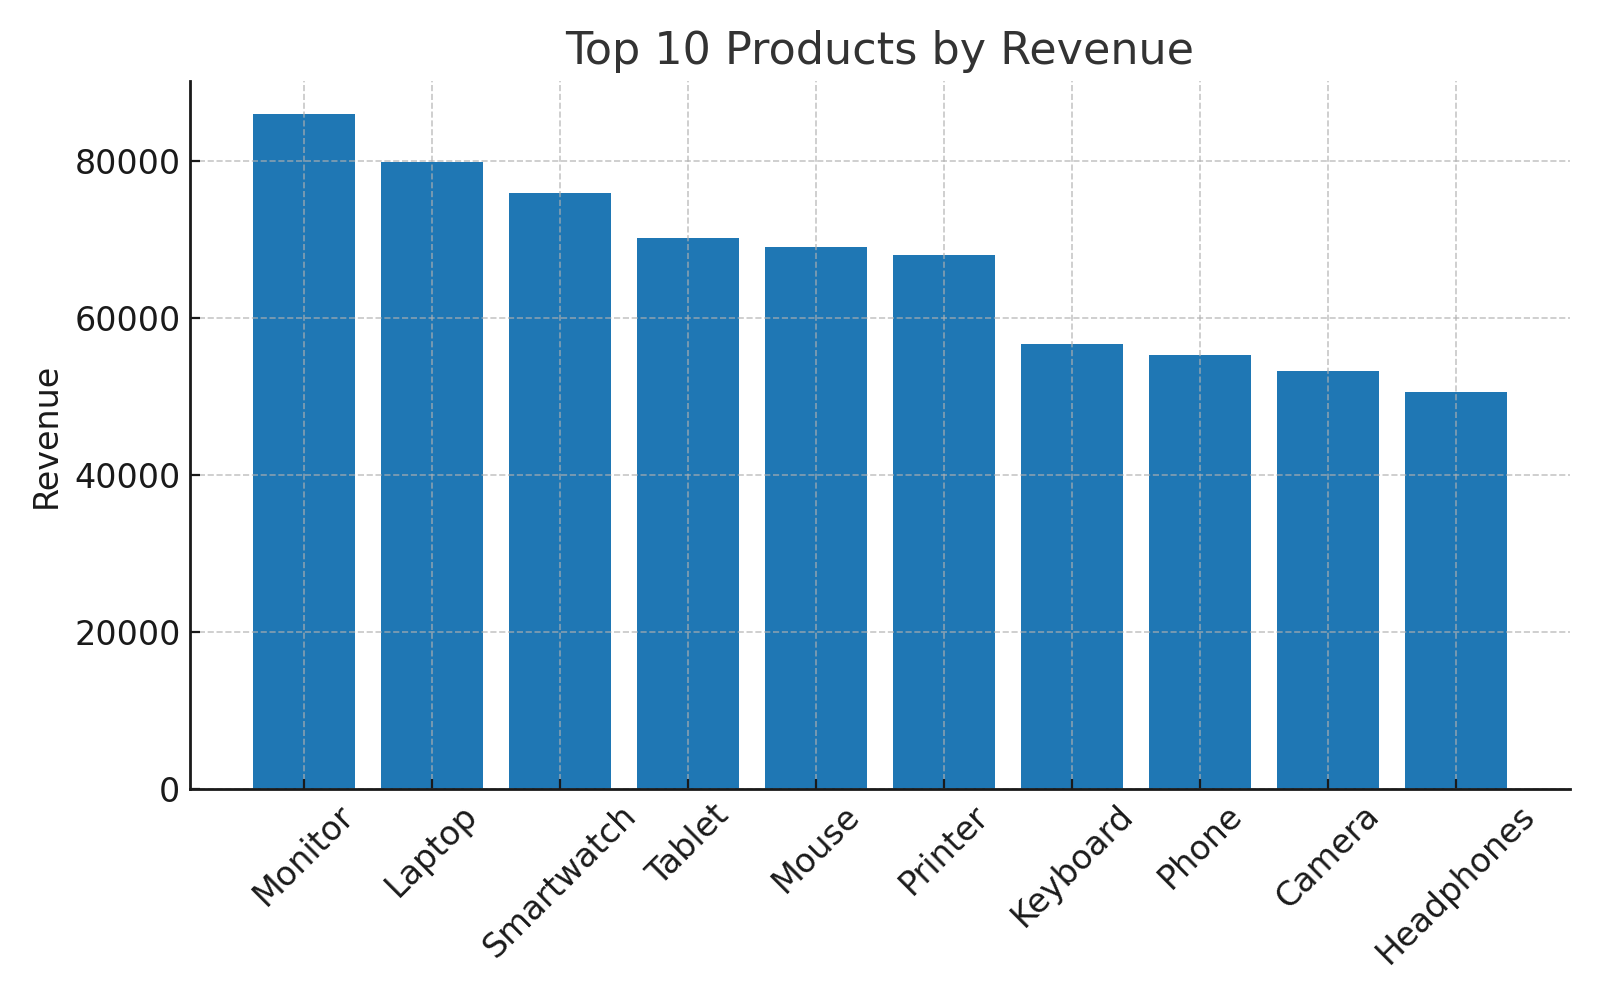 Top 10 Products by Revenue
Revenue
80000
60000
40000
20000
0
Monitor
Laptop
Smartwatch
Tablet
Mouse
Printer
Keyboard
Phone
Camera
Headphones